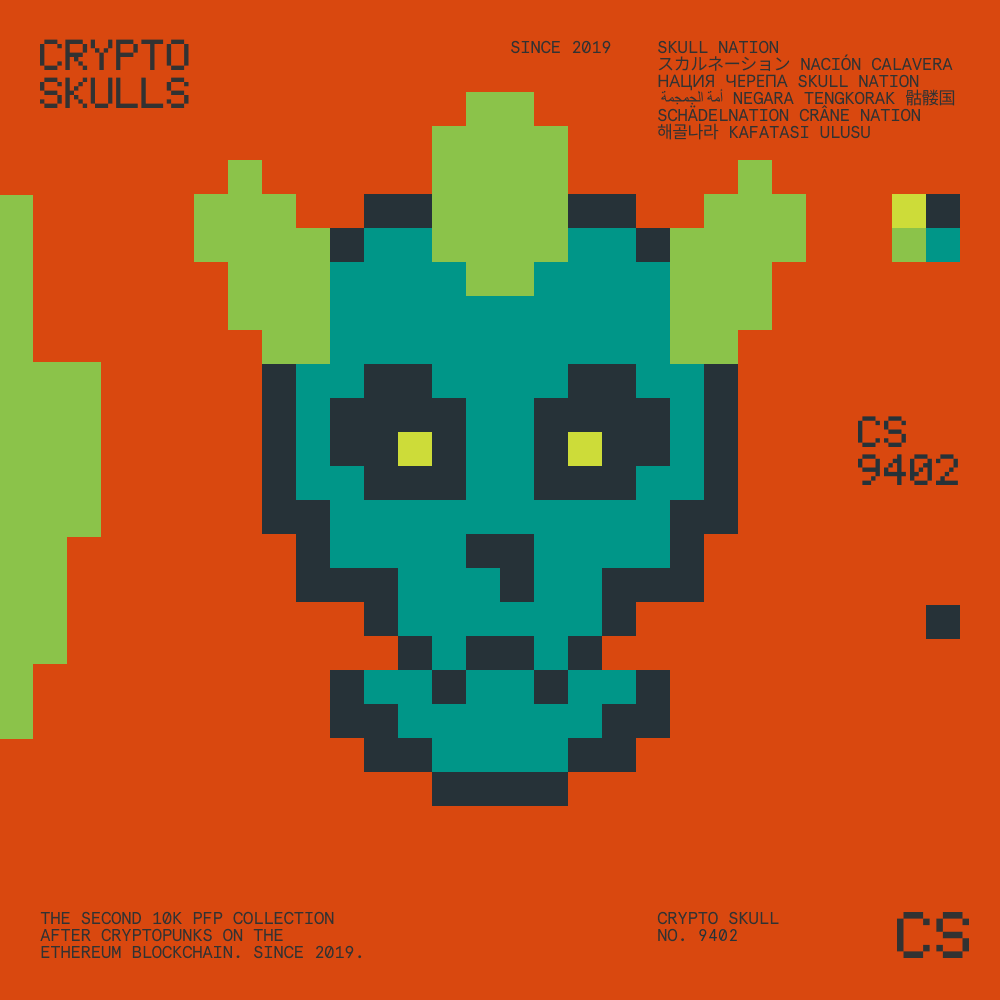 CRYPTO
SKULLS
SINCE 2019
SKULL NATION
スカルネーション NACIÓN CALAVERA
НАЦИЯ ЧЕРЕПА SKULL NATION
أمة الجمجمة NEGARA TENGKORAK 骷髅国
SCHÄDELNATION CRÂNE NATION
해골나라 KAFATASI ULUSU
CS
9402
THE SECOND 10K PFP COLLECTION
AFTER CRYPTOPUNKS ON THE
ETHEREUM BLOCKCHAIN. SINCE 2019.
CRYPTO SKULL
NO. 9402
CS